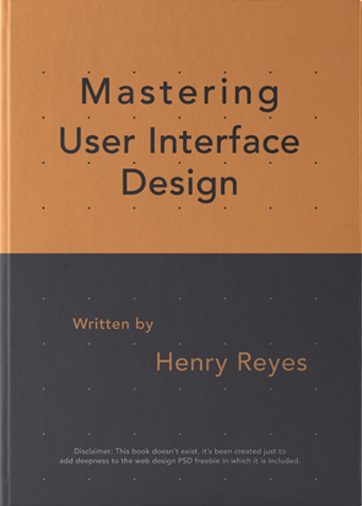 Mastering
User Interface
Design
Written by
Henry Reyes
Disclaimer: This book doesn't exist, it's been created just to
add deepness to the web design PSD freebie in which it is included.